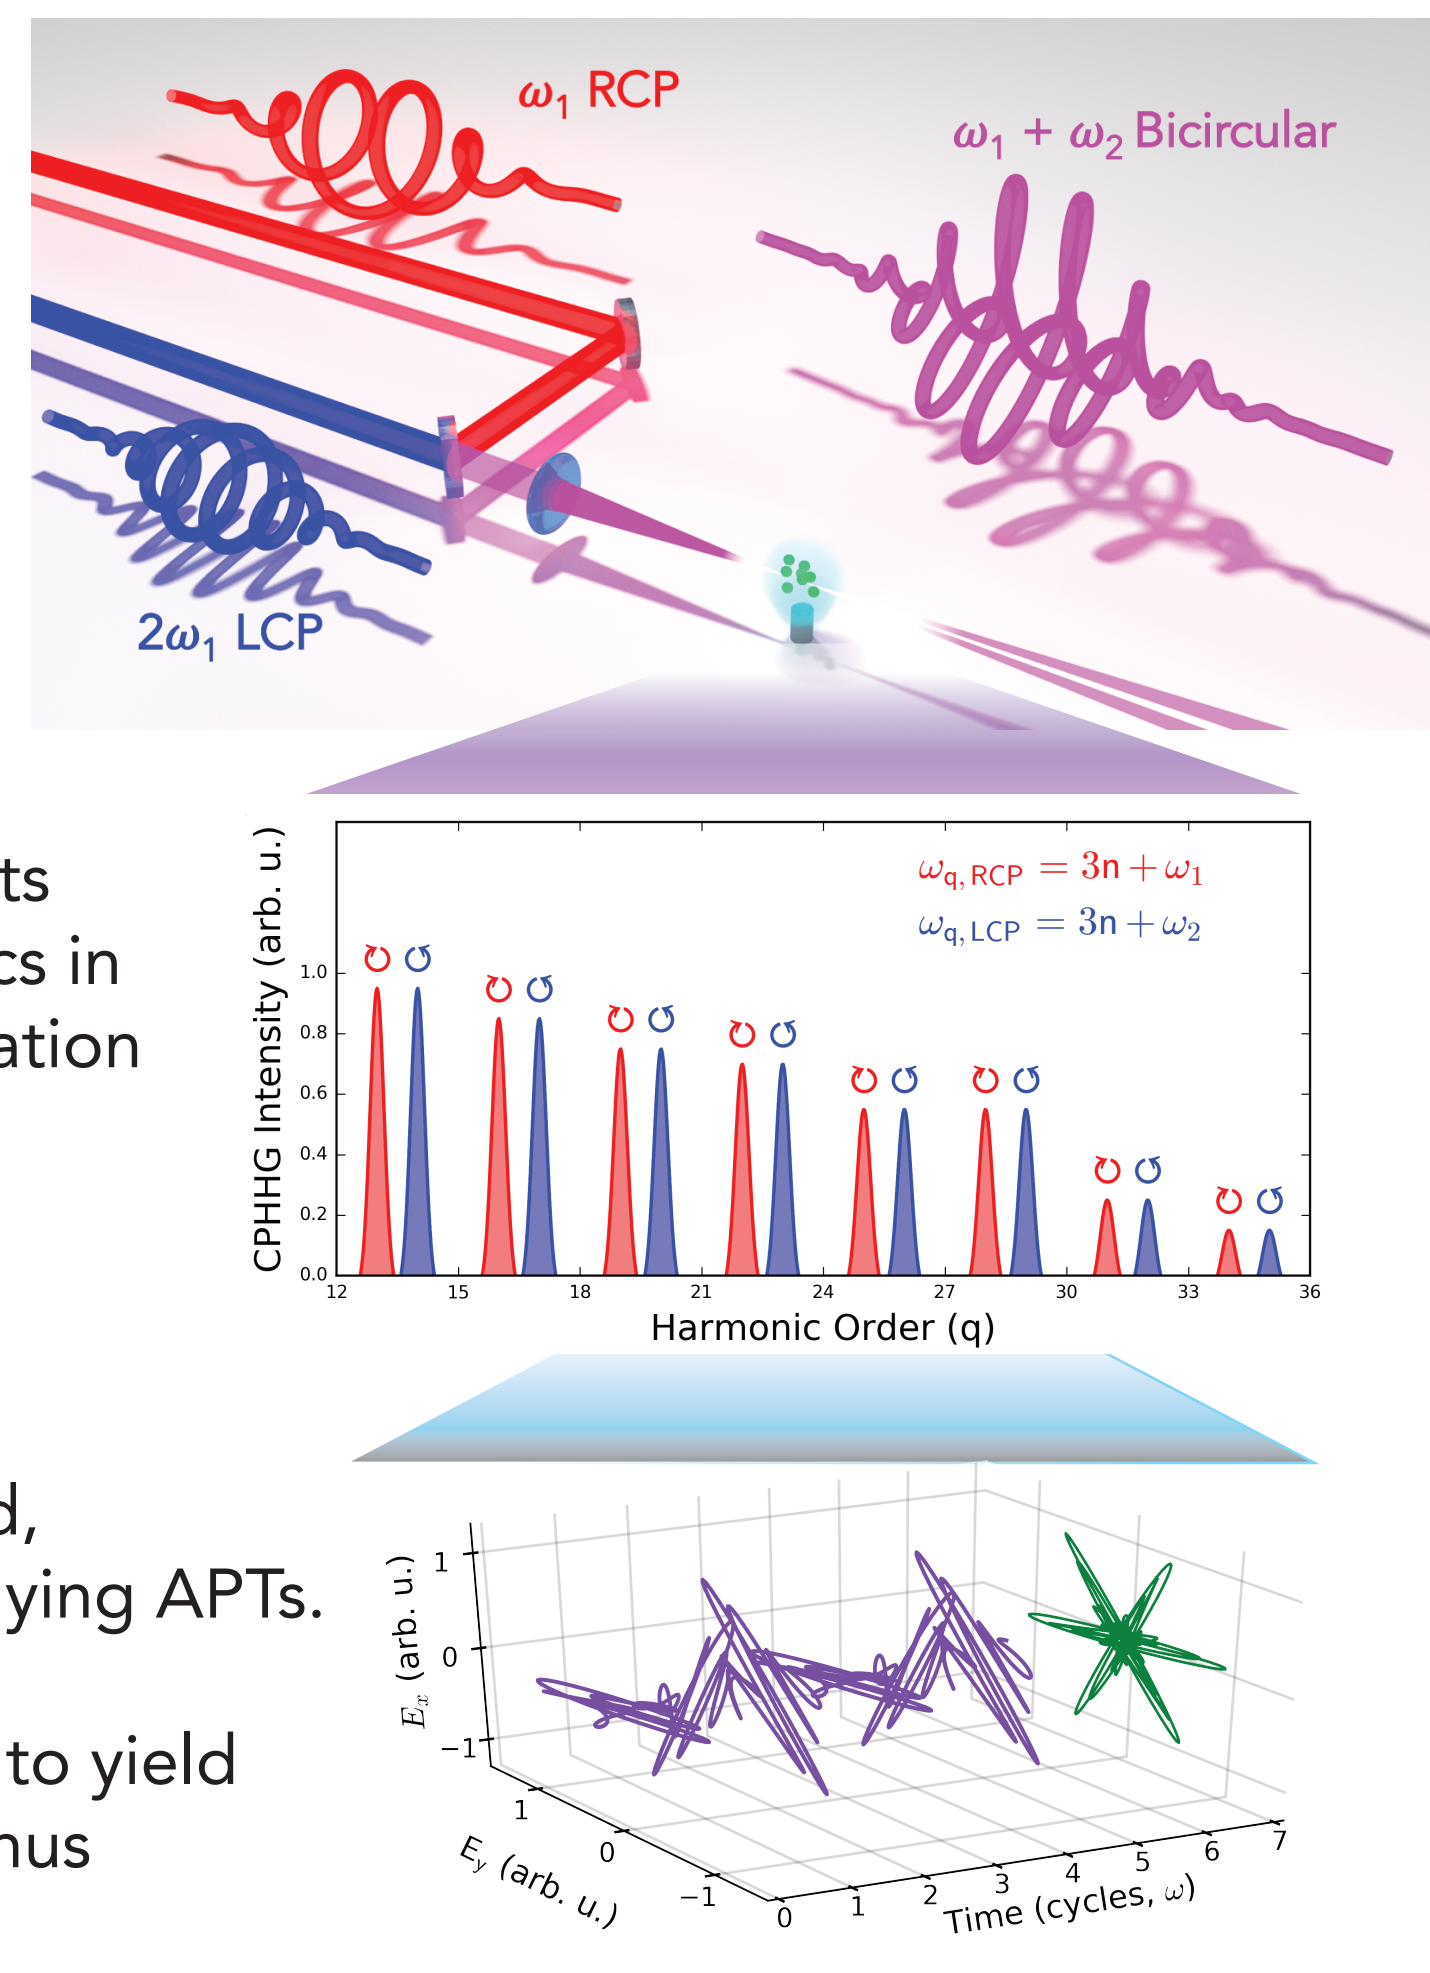 ω1 RCP
ω1 + ω2 Bicircular
2ω1 LCP
ts
cs in
ation
d,
ying APTs.
to yield
nus
CPHHG Intensity (arb. u.)
ωq, RCP = 3n + ω1
ωq, LCP = 3n + ω2
1.0
0.8
0.6
0.4
0.2
0.0
12 15 18 21 24 27 30 33 36
Harmonic Order (q)
Ex (arb. u.)
1
0
−1
Ey (arb. u.)
1
0
−1
0 1 2 3 4 5 6 7
Time (cycles, ω)